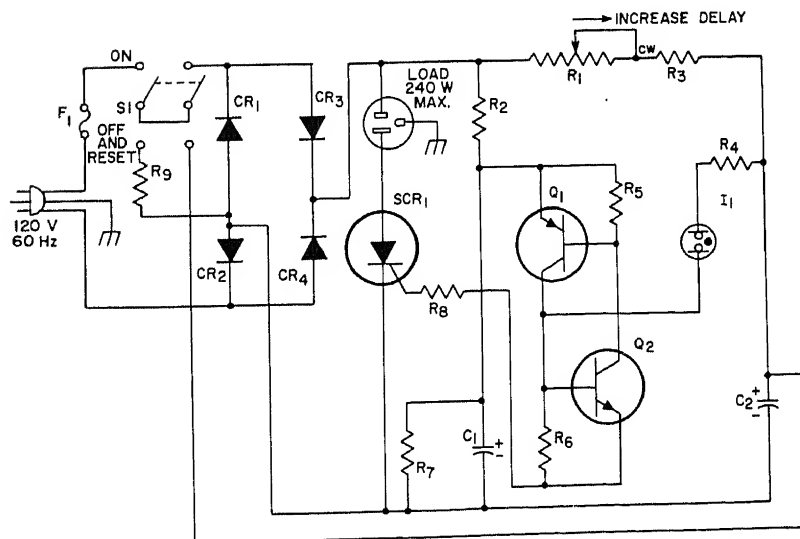 INCREASE DELAY
ON
CW
LOAD
240 W
MAX.
R1
R3
F1
S1
CR1
CR3
R2
OFF
AND
RESET
R4
R9
SCR1
Q1
R5
I1
120 V
60 Hz
CR2
CR4
R8
Q2
C2
+
-
R7
C1
+
-
R6